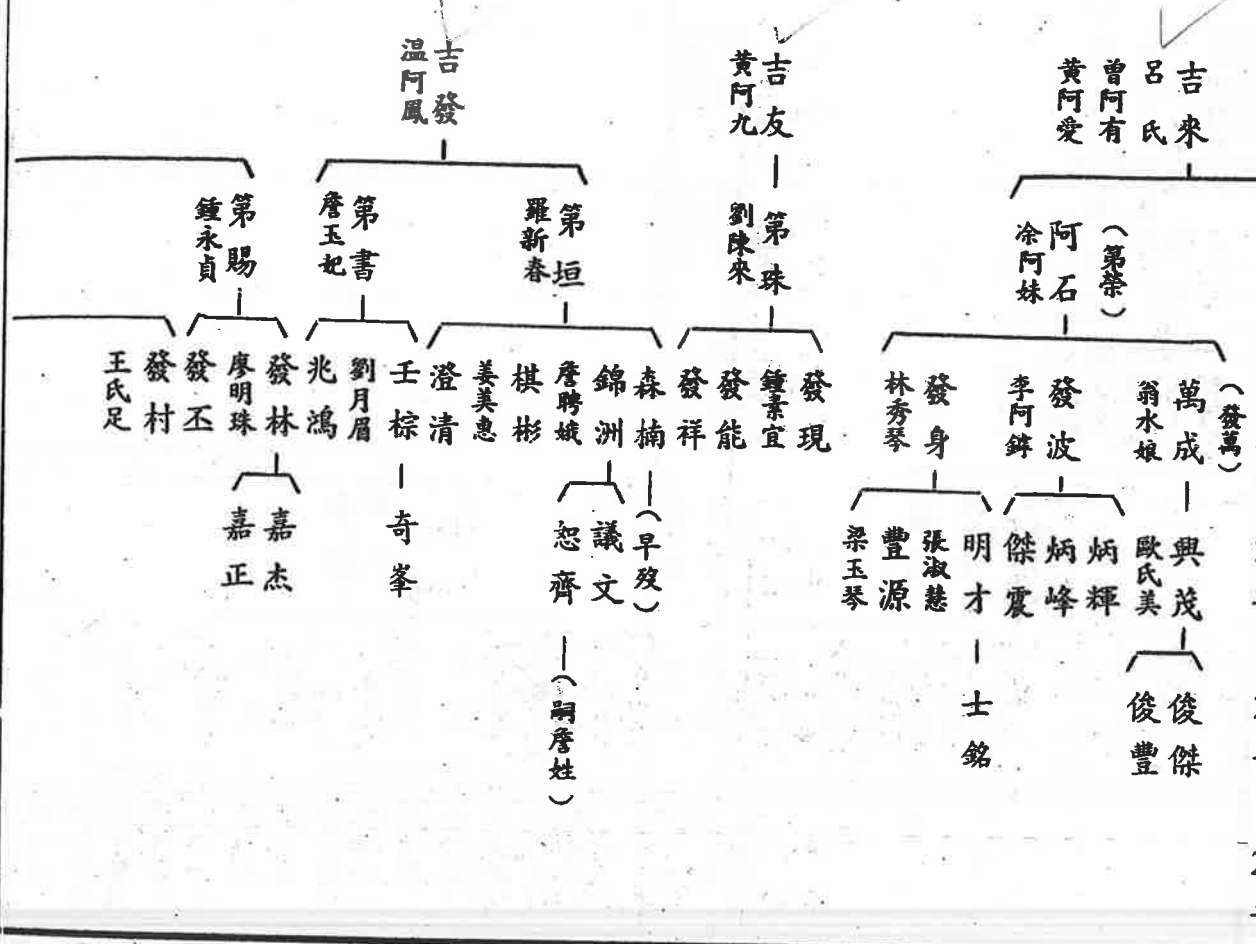 吉來
呂氏
曾阿有
黃阿愛
吉友
黃阿九
吉發
温阿鳳
（第榮）
阿石
凃阿妹
第珠
劉陳來
第垣
羅新春
第書
詹玉妃
第賜
鍾永貞
（發萬）
萬成
翁水娘
發波
李阿鉾
發身
林秀琴
發現
鍾素宜
發能
發祥
森楠
錦洲
詹聘娥
棋彬
姜美惠
澄清
壬棕
劉月眉
兆鴻
發林
廖明珠
發丕
發村
王氏足
興茂
歐氏美
炳輝
炳峰
傑震
明才
張淑慧
豐源
梁玉琴
（早歿）
議文
恕齊
奇峯
嘉杰
嘉正
俊傑
俊豐
士銘
（嗣詹姓）